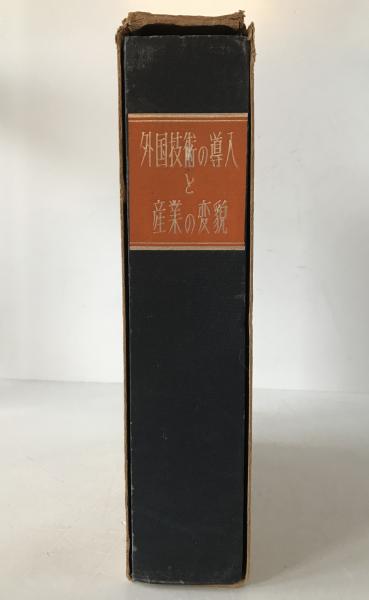 外国技術の導入
と
産業の変貌